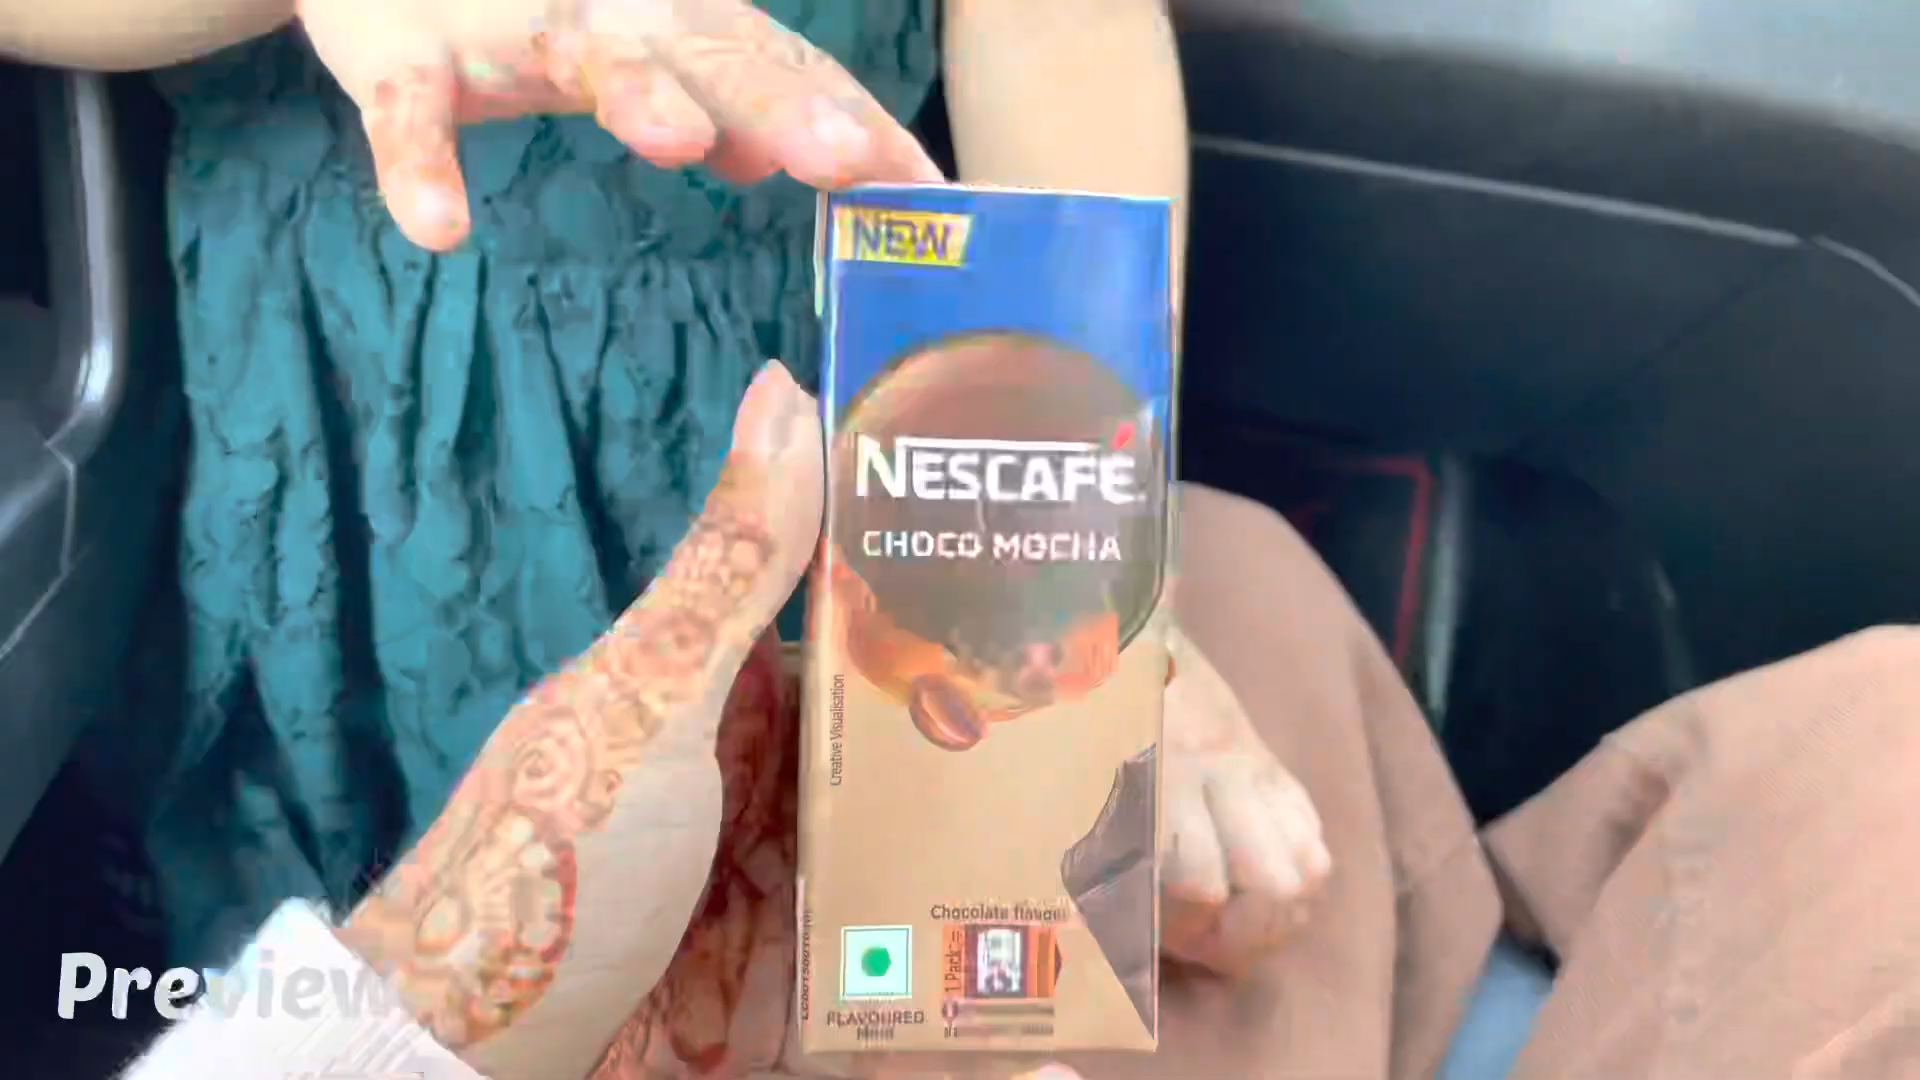 NEW
NESCAFÉ
CHOCO MOCHA
Creative Visualisation
Chocolate flavour
1 Pack =
FLAVOURED
Preview